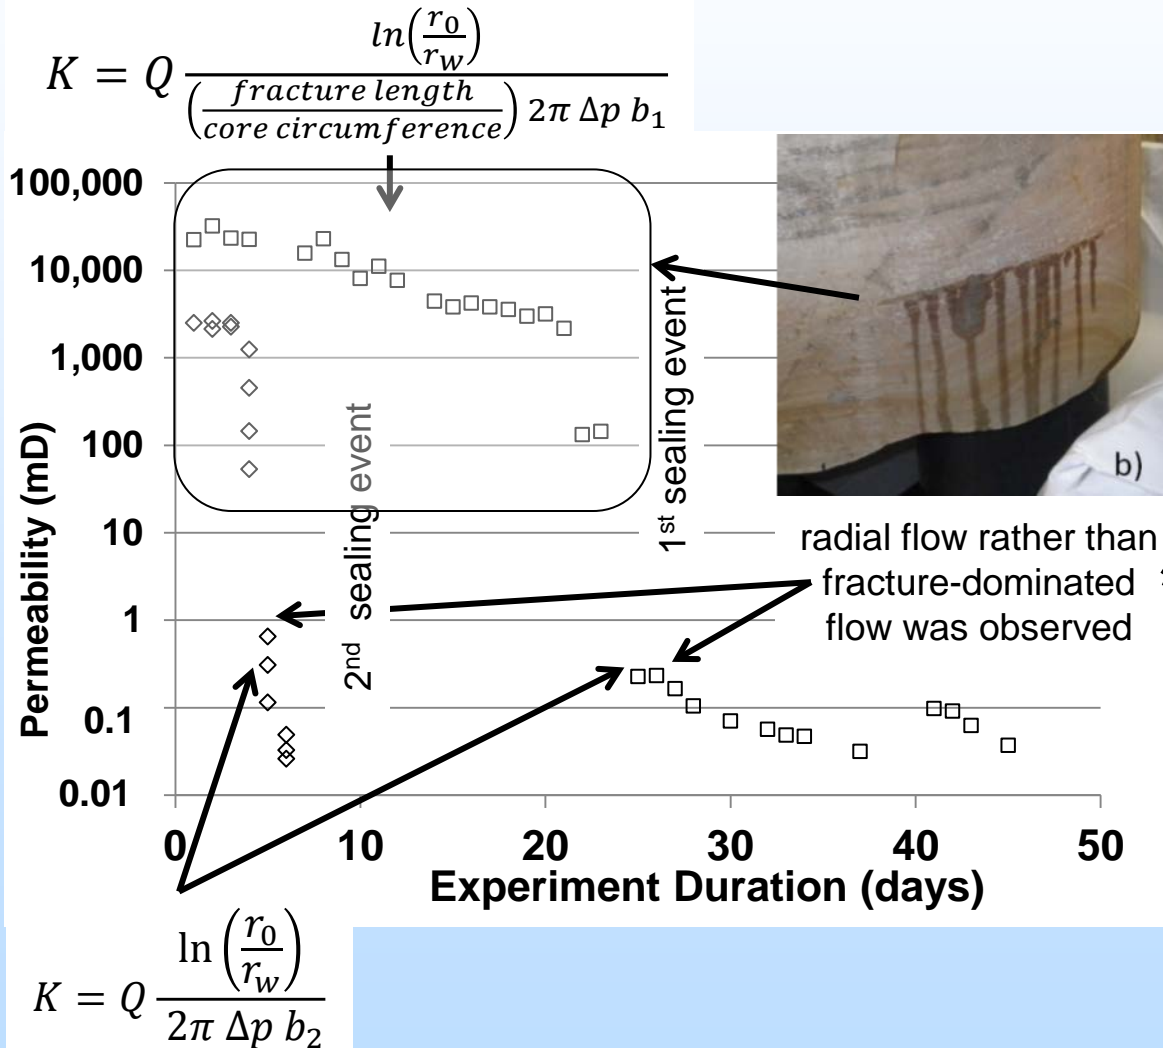 K = Q ln(r₀/r_w) / ((fracture length/core circumference) 2π Δp b₁)
100,000
10,000
1,000
100
10
1
0.1
0.01
Permeability (mD)
2nd sealing event
1st sealing event
b)
radial flow rather than
fracture-dominated
flow was observed
0 10 20 30 40 50
Experiment Duration (days)
K = Q ln(r₀/r_w) / (2π Δp b₂)